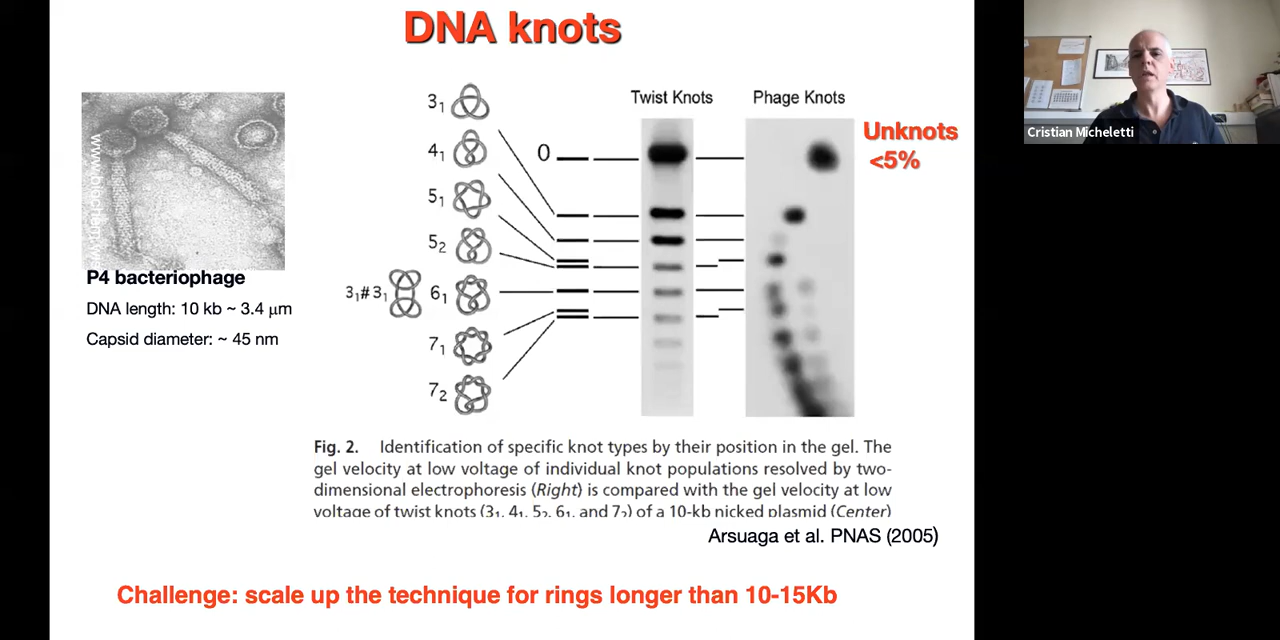 DNA knots
P4 bacteriophage
DNA length: 10 kb ~ 3.4 μm
Capsid diameter: ~ 45 nm
3₁
4₁
5₁
5₂
3₁#3₁
6₁
7₁
7₂
0
Twist Knots
Phage Knots
Unknots
<5%
Fig. 2. Identification of specific knot types by their position in the gel. The
gel velocity at low voltage of individual knot populations resolved by two-
dimensional electrophoresis (Right) is compared with the gel velocity at low
voltage of twist knots (3₁, 4₁, 5₂, 6₁, and 7₂) of a 10-kb nicked plasmid (Center)
Arsuaga et al. PNAS (2005)
Challenge: scale up the technique for rings longer than 10-15Kb
Cristian Micheletti